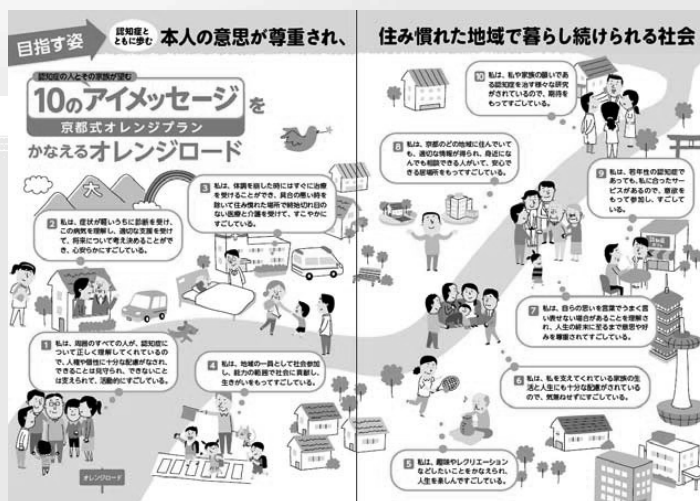 目指す姿
認知症と
ともに歩む
本人の意思が尊重され、
住み慣れた地域で暮らし続けられる社会
認知症の人とその家族が望む
10のアイメッセージを
京都式オレンジプラン
かなえるオレンジロード
大
1 私は、周囲のすべての人が、認知症に
ついて正しく理解してくれているの
で、人権や個性に十分な配慮がなされ、
できることは見守られ、できないこと
は支えられて、活動的にすごしている。
2 私は、症状が軽いうちに診断を受け、
この病気を理解し、適切な支援を受け
て、将来について考え決めることがで
き、心安らかにすごしている。
3 私は、体調を崩した時にはすぐに治療
を受けることができ、具合の悪い時を
除いて住み慣れた場所で終始切れ目の
ない医療と介護を受けて、すこやかに
すごしている。
4 私は、地域の一員として社会参加
し、能力の範囲で社会に貢献し、
生きがいをもってすごしている。
オレンジロード
5 私は、趣味やレクリエーション
などしたいことをかなえられ、
人生を楽しんですごしている。
6 私は、私を支えてくれている家族の生
活と人生にも十分な配慮がされている
ので、気兼ねせずにすごしている。
7 私は、自らの思いを言葉でうまく言
い表せない場合があることを理解さ
れ、人生の終末に至るまで意思や好
みを尊重されてすごしている。
8 私は、京都のどの地域に住んでいて
も、適切な情報が得られ、身近にな
んでも相談できる人がいて、安心で
きる居場所をもってすごしている。
9 私は、若年性の認知症で
あっても、私に合ったサー
ビスがあるので、意欲を
もって参加し、すごして
いる。
10 私は、私や家族の願いであ
る認知症を治す様々な研究
がされているので、期待を
もってすごしている。